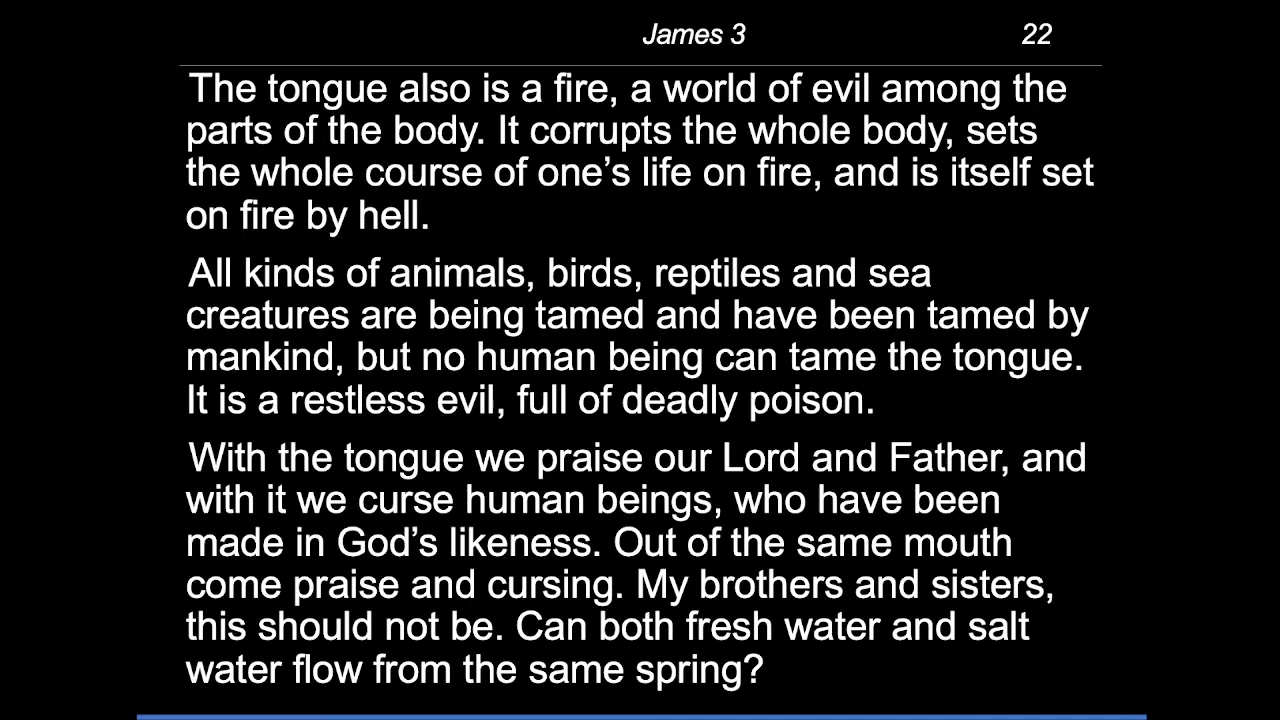 James 3 22
The tongue also is a fire, a world of evil among the
parts of the body. It corrupts the whole body, sets
the whole course of one’s life on fire, and is itself set
on fire by hell.
All kinds of animals, birds, reptiles and sea
creatures are being tamed and have been tamed by
mankind, but no human being can tame the tongue.
It is a restless evil, full of deadly poison.
With the tongue we praise our Lord and Father, and
with it we curse human beings, who have been
made in God’s likeness. Out of the same mouth
come praise and cursing. My brothers and sisters,
this should not be. Can both fresh water and salt
water flow from the same spring?